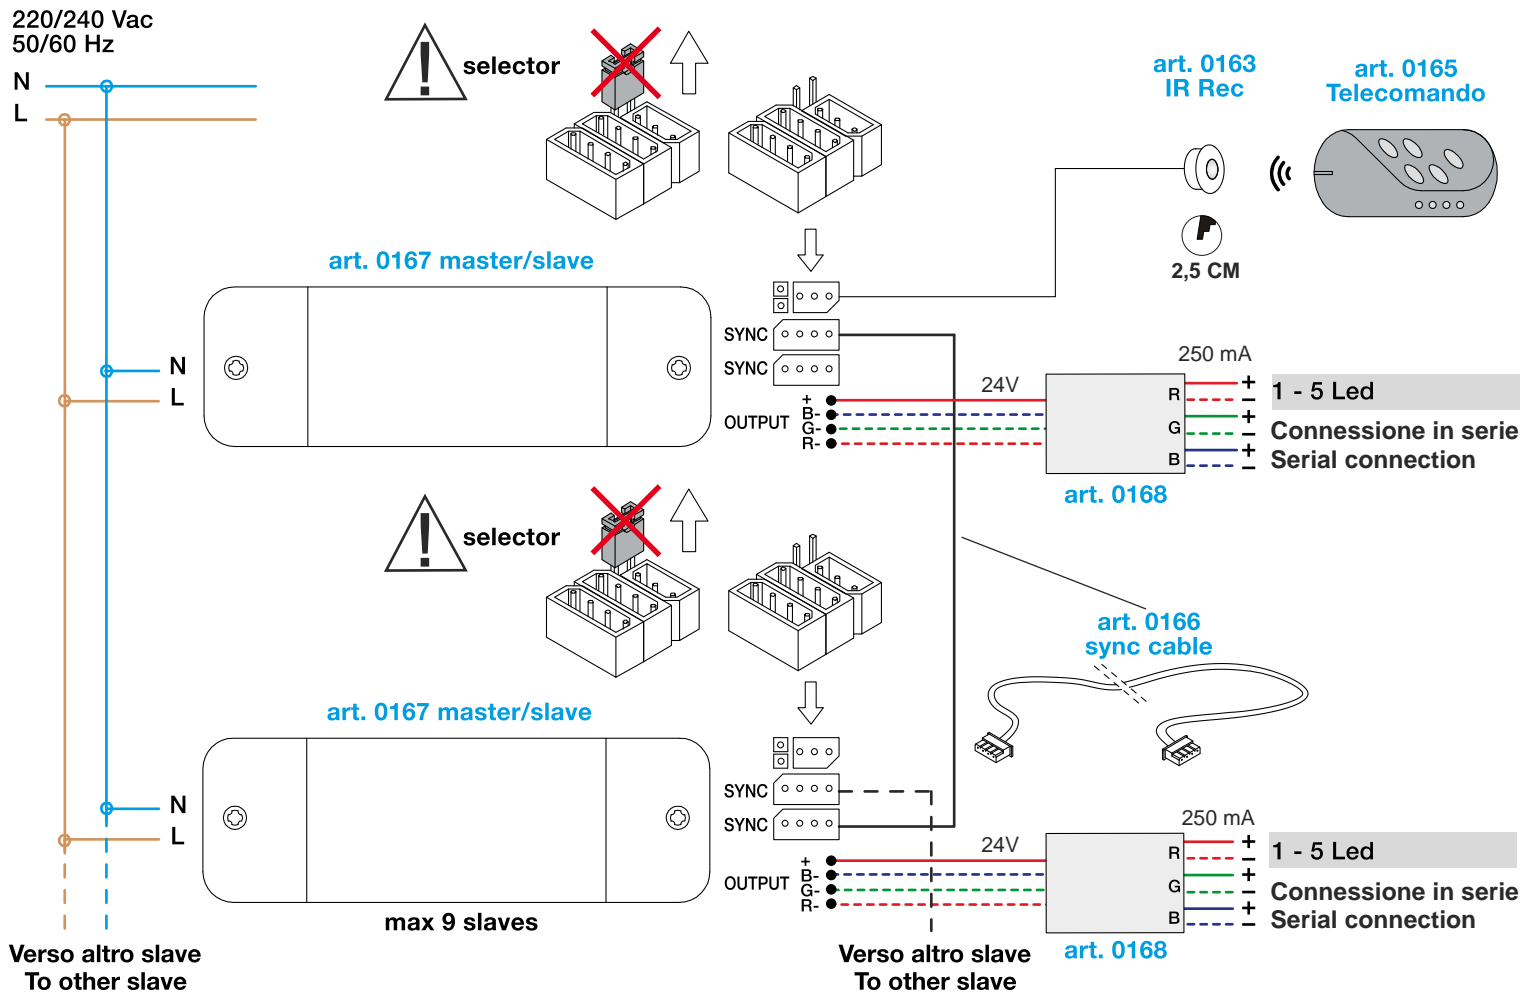 220/240 Vac
50/60 Hz
N
L
selector
art. 0163
IR Rec
art. 0165
Telecomando
2,5 CM
art. 0167 master/slave
N
L
SYNC
SYNC
OUTPUT
+
B-
G-
R-
24V
250 mA
R
G
B
+
–
+
–
+
–
1 - 5 Led
Connessione in serie
Serial connection
art. 0168
selector
art. 0166
sync cable
art. 0167 master/slave
N
L
SYNC
SYNC
OUTPUT
+
B-
G-
R-
24V
250 mA
R
G
B
+
–
+
–
+
–
1 - 5 Led
Connessione in serie
Serial connection
art. 0168
max 9 slaves
Verso altro slave
To other slave
Verso altro slave
To other slave